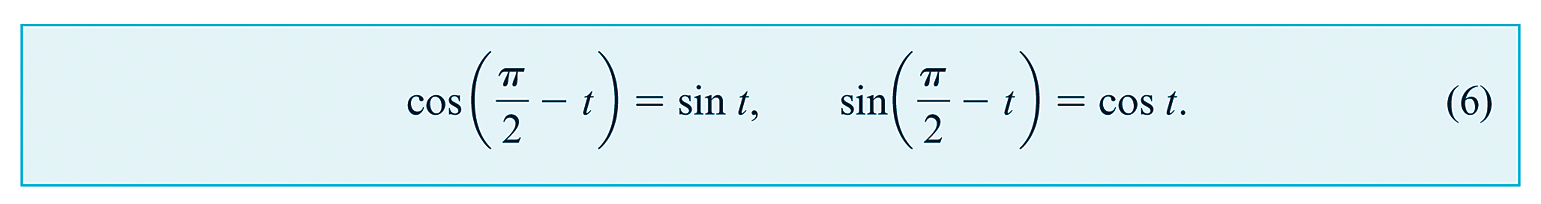 cos(π/2 − t) = sin t, sin(π/2 − t) = cos t. (6)